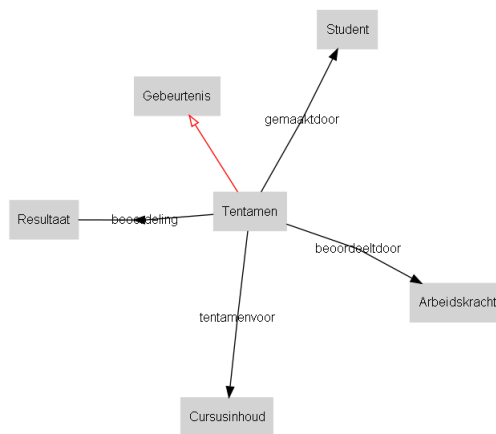 Student
Gebeurtenis
gemaaktdoor
Tentamen
Resultaat
beoordeling
beoordeeltdoor
Arbeidskracht
tentamenvoor
Cursusinhoud